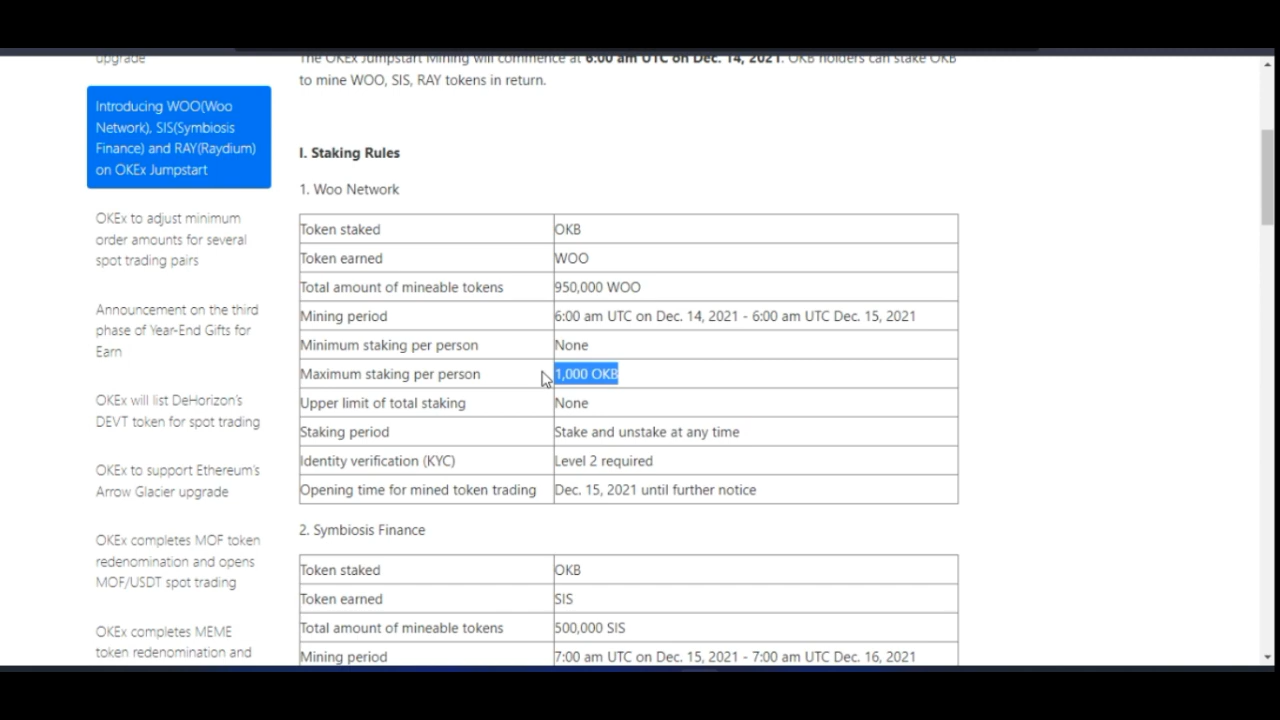 upgrade
Introducing WOO(Woo
Network), SIS(Symbiosis
Finance) and RAY(Raydium)
on OKEx Jumpstart
OKEx to adjust minimum
order amounts for several
spot trading pairs
Announcement on the third
phase of Year-End Gifts for
Earn
OKEx will list DeHorizon's
DEVT token for spot trading
OKEx to support Ethereum's
Arrow Glacier upgrade
OKEx completes MOF token
redenomination and opens
MOF/USDT spot trading
OKEx completes MEME
token redenomination and
The OKEx Jumpstart Mining will commence at 6:00 am UTC on Dec. 14, 2021. OKB holders can stake OKB
to mine WOO, SIS, RAY tokens in return.
I. Staking Rules
1. Woo Network
Token staked OKB
Token earned WOO
Total amount of mineable tokens 950,000 WOO
Mining period 6:00 am UTC on Dec. 14, 2021 - 6:00 am UTC Dec. 15, 2021
Minimum staking per person None
Maximum staking per person 1,000 OKB
Upper limit of total staking None
Staking period Stake and unstake at any time
Identity verification (KYC) Level 2 required
Opening time for mined token trading Dec. 15, 2021 until further notice
2. Symbiosis Finance
Token staked OKB
Token earned SIS
Total amount of mineable tokens 500,000 SIS
Mining period 7:00 am UTC on Dec. 15, 2021 - 7:00 am UTC Dec. 16, 2021